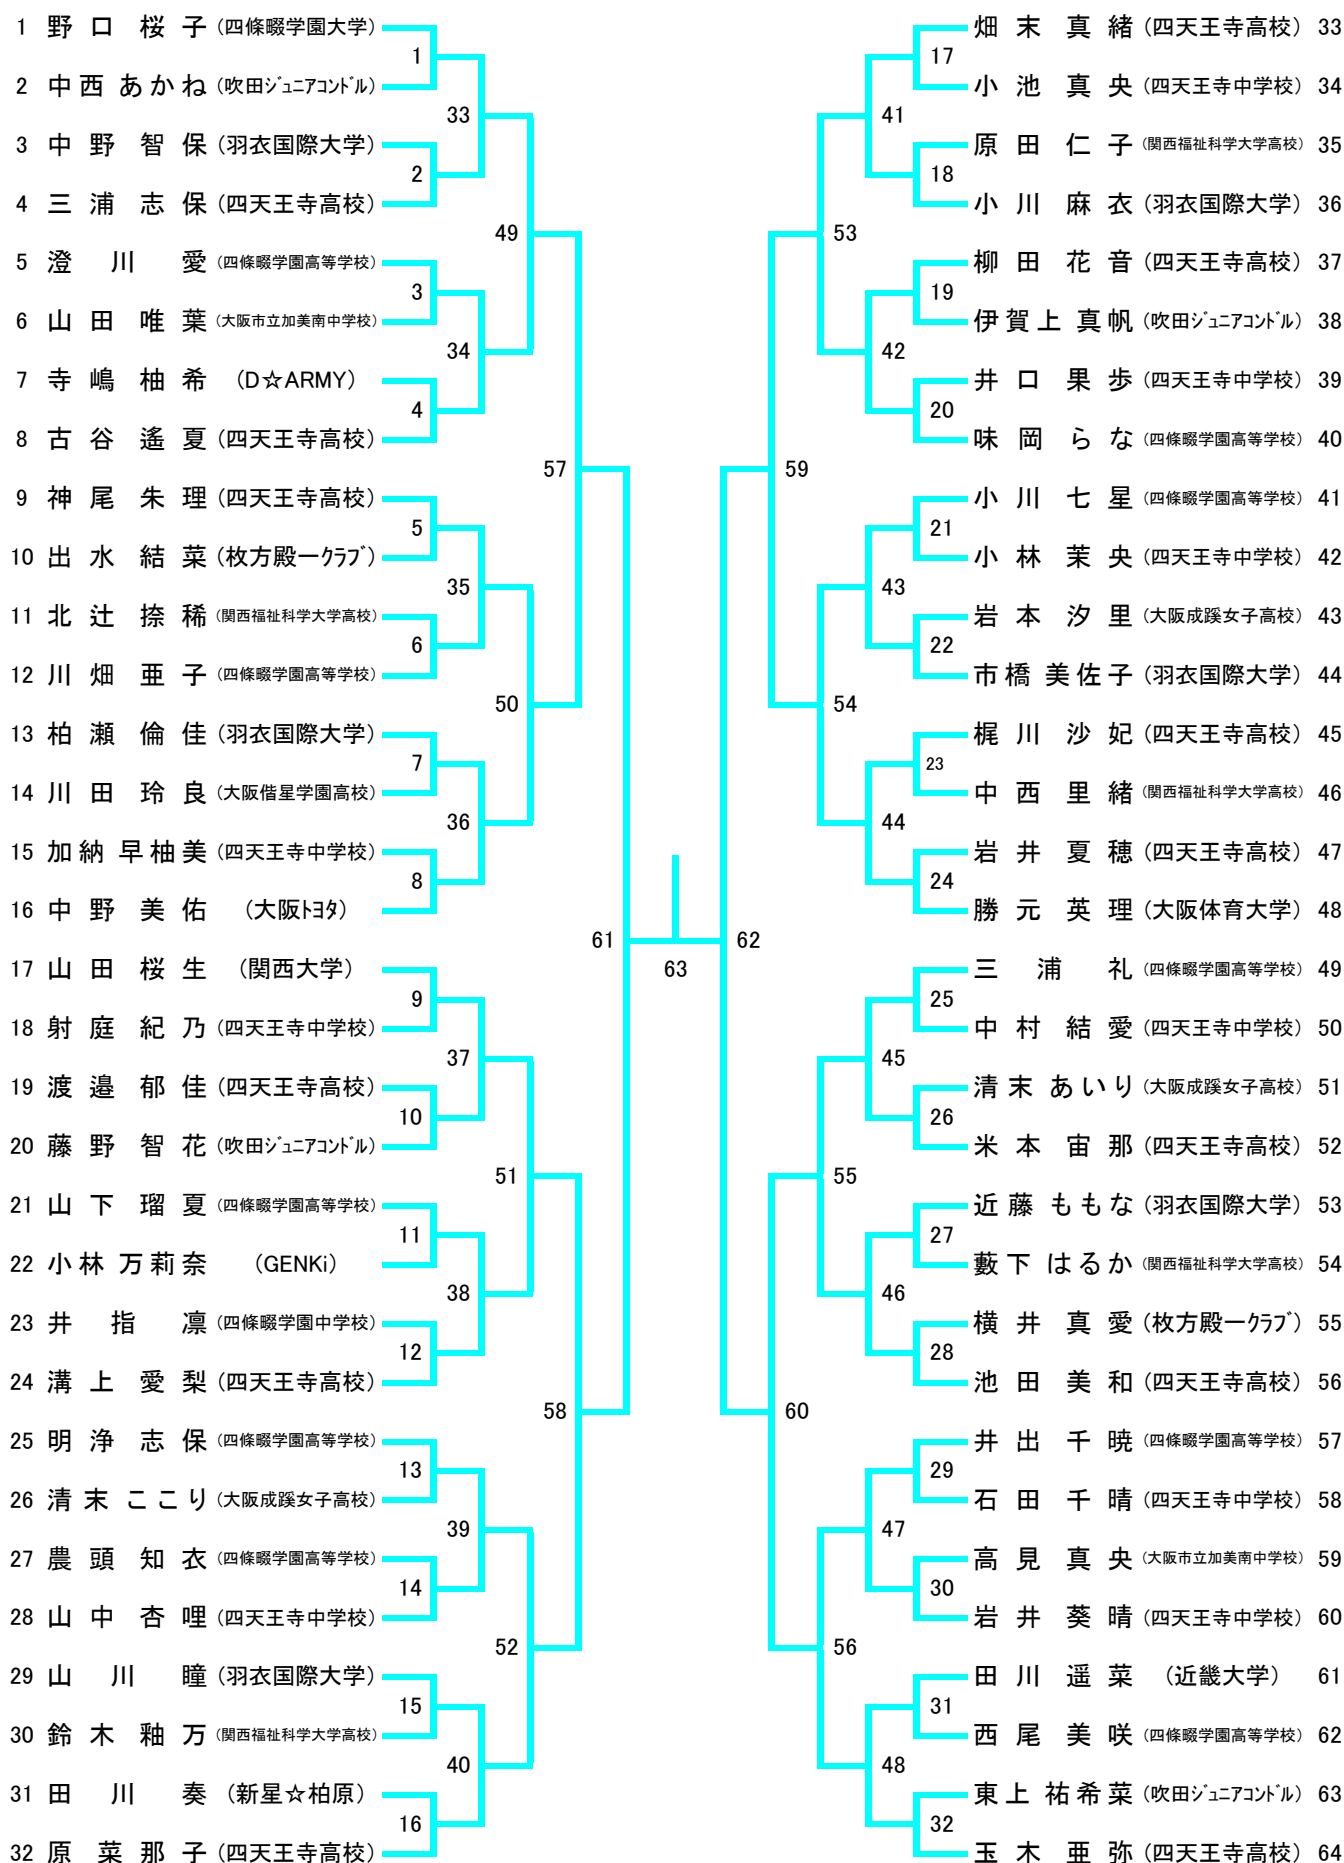 1 野口桜子 (四條畷学園大学)
2 中西 あかね (吹田ジュニアコンドル)
3 中野智保 (羽衣国際大学)
4 三浦志保 (四天王寺高校)
5 澄川愛 (四條畷学園高等学校)
6 山田唯葉 (大阪市立加美南中学校)
7 寺嶋柚希 (D☆ARMY)
8 古谷遙夏 (四天王寺高校)
9 神尾朱理 (四天王寺高校)
10 出水結菜 (枚方殿一クラブ)
11 北辻捺稀 (関西福祉科学大学高校)
12 川畑亜子 (四條畷学園高等学校)
13 柏瀬倫佳 (羽衣国際大学)
14 川田玲良 (大阪偕星学園高校)
15 加納 早柚美 (四天王寺中学校)
16 中野美佑 (大阪トヨタ)
17 山田桜生 (関西大学)
18 射庭紀乃 (四天王寺中学校)
19 渡邉郁佳 (四天王寺高校)
20 藤野智花 (吹田ジュニアコンドル)
21 山下瑠夏 (四條畷学園高等学校)
22 小林 万莉奈 (GENKi)
23 井指凛 (四條畷学園中学校)
24 溝上愛梨 (四天王寺高校)
25 明浄志保 (四條畷学園高等学校)
26 清末 ここり (大阪成蹊女子高校)
27 農頭知衣 (四條畷学園高等学校)
28 山中杏哩 (四天王寺中学校)
29 山川瞳 (羽衣国際大学)
30 鈴木釉万 (関西福祉科学大学高校)
31 田川奏 (新星☆柏原)
32 原菜那子 (四天王寺高校)
1
2
3
4
5
6
7
8
9
10
11
12
13
14
15
16
33
34
35
36
37
38
39
40
49
50
51
52
57
58
61
63
62
59
60
53
54
55
56
41
42
43
44
45
46
47
48
17
18
19
20
21
22
23
24
25
26
27
28
29
30
31
32
畑末真緒 (四天王寺高校) 33
小池真央 (四天王寺中学校) 34
原田仁子 (関西福祉科学大学高校) 35
小川麻衣 (羽衣国際大学) 36
柳田花音 (四天王寺高校) 37
伊賀上 真帆 (吹田ジュニアコンドル) 38
井口果歩 (四天王寺中学校) 39
味岡らな (四條畷学園高等学校) 40
小川七星 (四條畷学園高等学校) 41
小林茉央 (四天王寺中学校) 42
岩本汐里 (大阪成蹊女子高校) 43
市橋 美佐子 (羽衣国際大学) 44
梶川沙妃 (四天王寺高校) 45
中西里緒 (関西福祉科学大学高校) 46
岩井夏穂 (四天王寺高校) 47
勝元英理 (大阪体育大学) 48
三浦礼 (四條畷学園高等学校) 49
中村結愛 (四天王寺中学校) 50
清末 あいり (大阪成蹊女子高校) 51
米本宙那 (四天王寺高校) 52
近藤 ももな (羽衣国際大学) 53
藪下 はるか (関西福祉科学大学高校) 54
横井真愛 (枚方殿一クラブ) 55
池田美和 (四天王寺高校) 56
井出千暁 (四條畷学園高等学校) 57
石田千晴 (四天王寺中学校) 58
高見真央 (大阪市立加美南中学校) 59
岩井葵晴 (四天王寺中学校) 60
田川遥菜 (近畿大学) 61
西尾美咲 (四條畷学園高等学校) 62
東上 祐希菜 (吹田ジュニアコンドル) 63
玉木亜弥 (四天王寺高校) 64